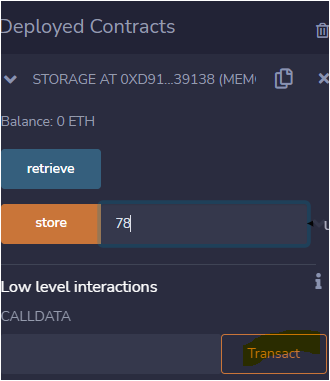 Deployed Contracts
STORAGE AT 0XD91...39138 (MEM
Balance: 0 ETH
retrieve
store 78
Low level interactions
CALLDATA
Transact